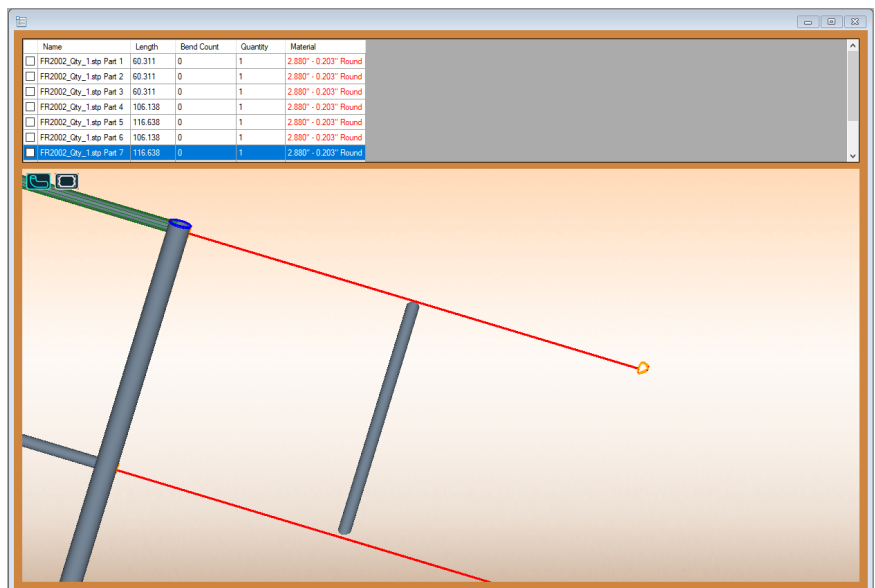 Name Length Bend Count Quantity Material
FR2002_Qty_1.stp Part 1 60.311 0 1 2.880" - 0.203" Round
FR2002_Qty_1.stp Part 2 60.311 0 1 2.880" - 0.203" Round
FR2002_Qty_1.stp Part 3 60.311 0 1 2.880" - 0.203" Round
FR2002_Qty_1.stp Part 4 106.138 0 1 2.880" - 0.203" Round
FR2002_Qty_1.stp Part 5 116.638 0 1 2.880" - 0.203" Round
FR2002_Qty_1.stp Part 6 106.138 0 1 2.880" - 0.203" Round
FR2002_Qty_1.stp Part 7 116.638 0 1 2.880" - 0.203" Round